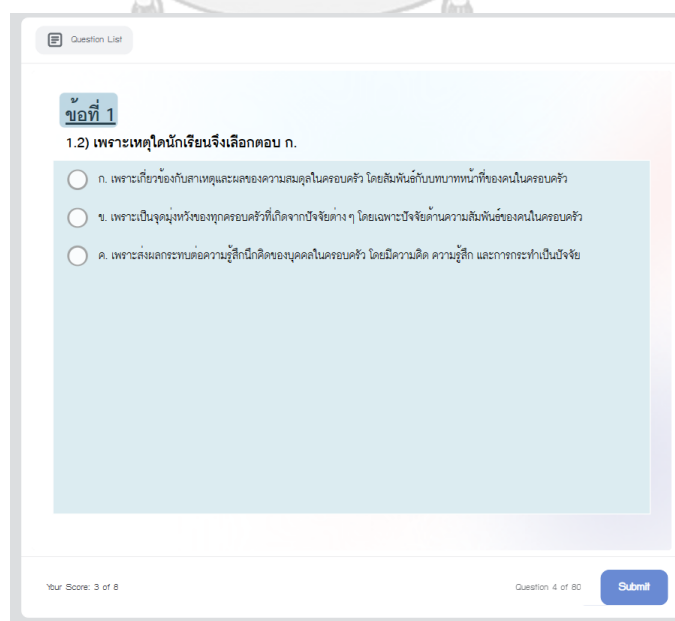 Question List
ข้อที่ 1
1.2) เพราะเหตุใดนักเรียนจึงเลือกตอบ ก.
ก. เพราะเกี่ยวข้องกับสาเหตุและผลของความสมดุลในครอบครัว โดยสัมพันธ์กับบทบาทหน้าที่ของคนในครอบครัว
ข. เพราะเป็นจุดมุ่งหวังของทุกครอบครัวที่เกิดจากปัจจัยต่าง ๆ โดยเฉพาะปัจจัยด้านความสัมพันธ์ของคนในครอบครัว
ค. เพราะส่งผลกระทบต่อความรู้สึกนึกคิดของบุคคลในครอบครัว โดยมีความคิด ความรู้สึก และการกระทำเป็นปัจจัย
Your Score: 3 of 8
Question 4 of 80
Submit